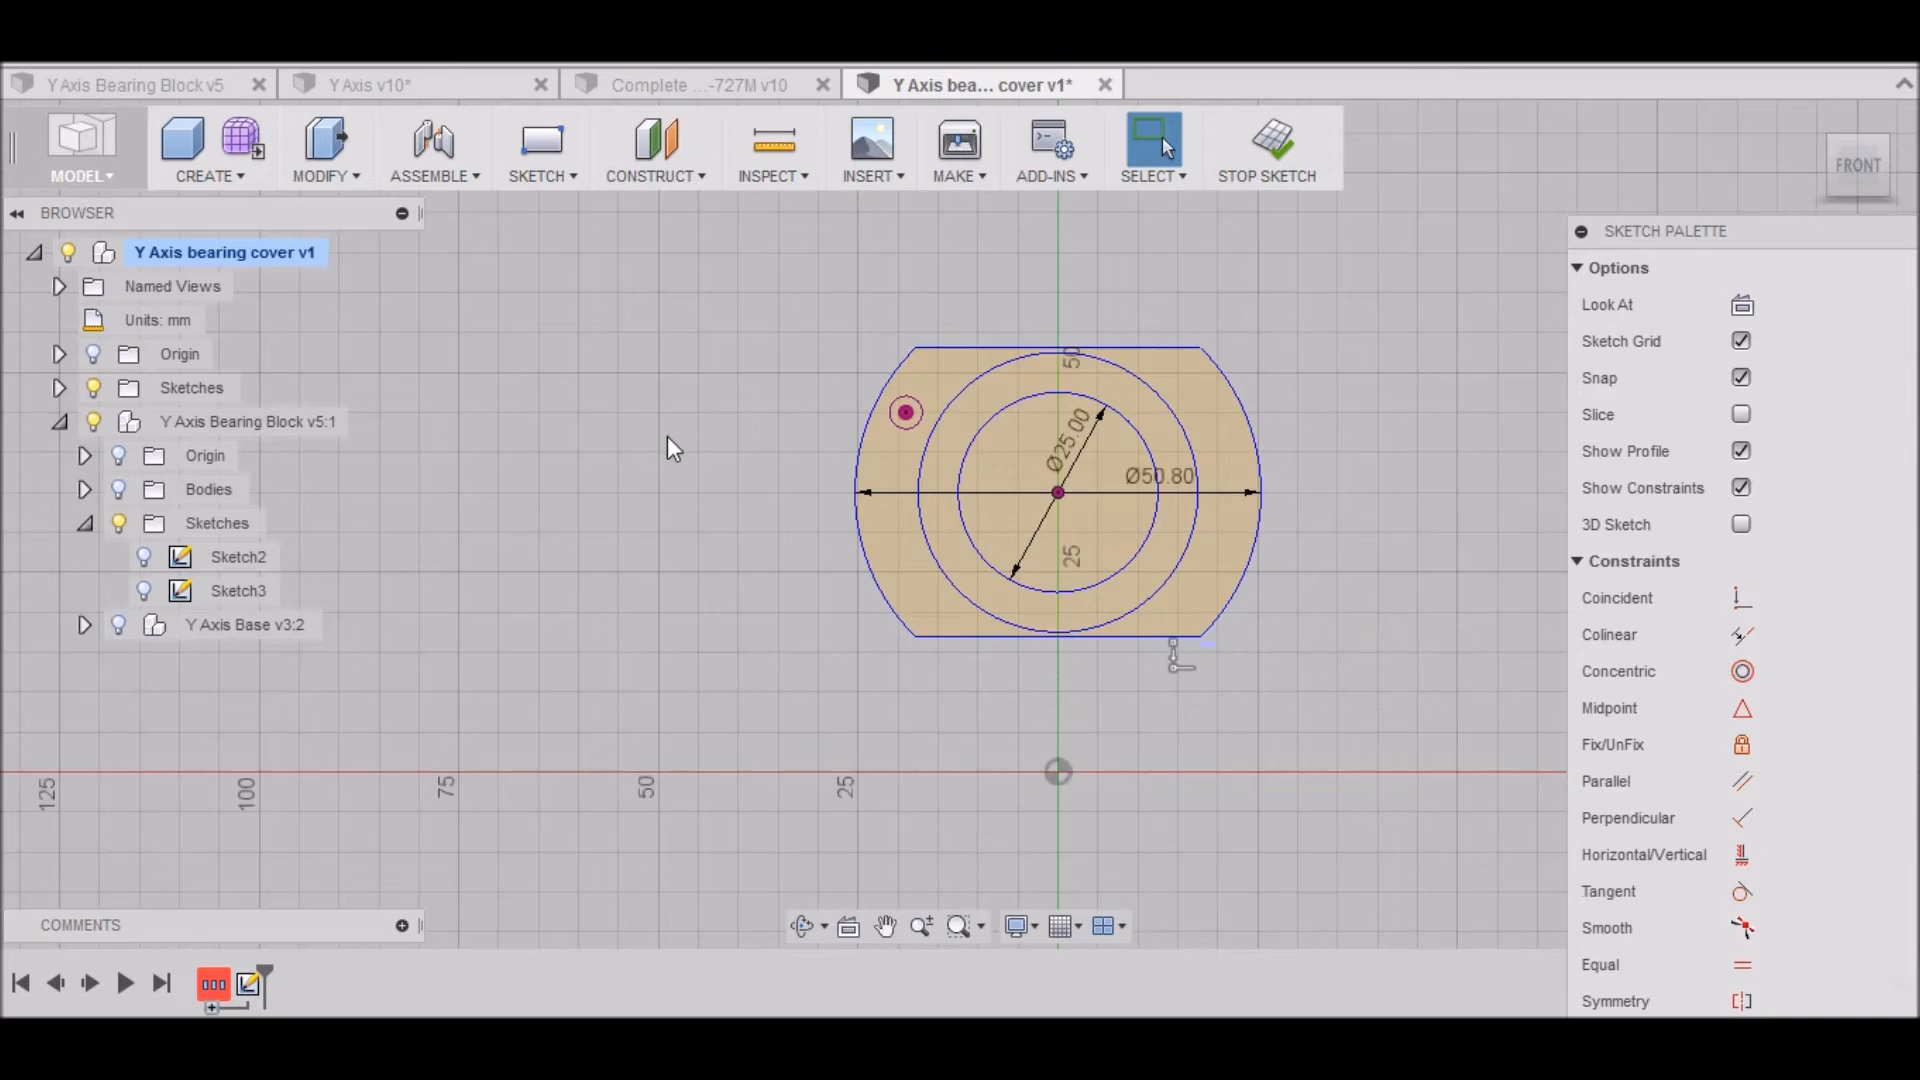 Y Axis Bearing Block v5
Y Axis v10*
Complete ...-727M v10
Y Axis bea... cover v1*
MODEL
CREATE
MODIFY
ASSEMBLE
SKETCH
CONSTRUCT
INSPECT
INSERT
MAKE
ADD-INS
SELECT
STOP SKETCH
FRONT
BROWSER
Y Axis bearing cover v1
Named Views
Units: mm
Origin
Sketches
Y Axis Bearing Block v5:1
Origin
Bodies
Sketches
Sketch2
Sketch3
Y Axis Base v3:2
50
Ø25.00
Ø50.80
25
125
100
75
50
25
SKETCH PALETTE
Options
Look At
Sketch Grid
Snap
Slice
Show Profile
Show Constraints
3D Sketch
Constraints
Coincident
Colinear
Concentric
Midpoint
Fix/UnFix
Parallel
Perpendicular
Horizontal/Vertical
Tangent
Smooth
Equal
Symmetry
COMMENTS